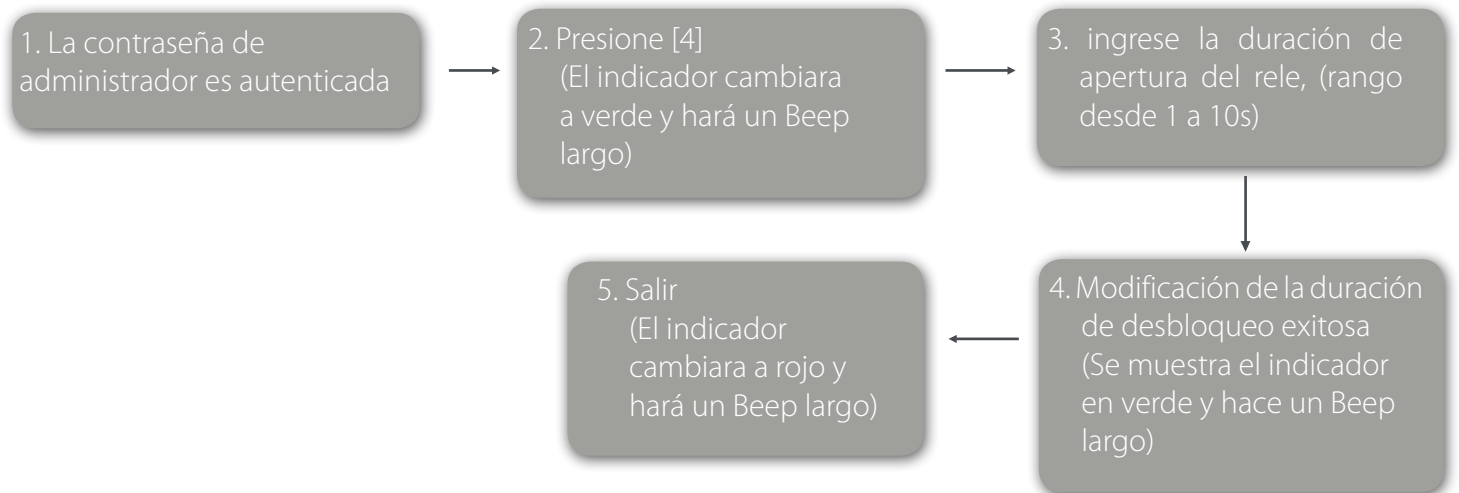 1. La contraseña de
administrador es autenticada
2. Presione [4]
(El indicador cambiara
a verde y hará un Beep
largo)
3. ingrese la duración de
apertura del rele, (rango
desde 1 a 10s)
4. Modificación de la duración
de desbloqueo exitosa
(Se muestra el indicador
en verde y hace un Beep
largo)
5. Salir
(El indicador
cambiara a rojo y
hará un Beep largo)